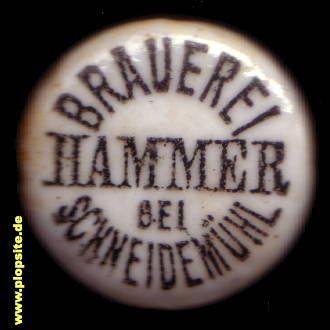 BRAUEREI
HAMMER
BEI
SCHNEIDEMÜHL
www.plopsite.de